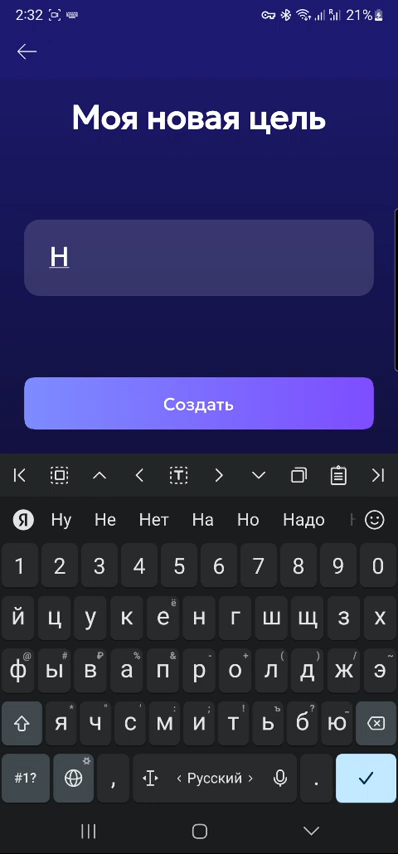 2:32 21%
Моя новая цель
Н
Создать
Я Ну Не Нет На Но Надо
1 2 3 4 5 6 7 8 9 0
й ц у к е ё н г ш щ з х
ф @ ы # в ₽ а % п & р - о + л ( д ) ж / э ~
я * ч " с ' м : и ; т ! ь ъ б ? ю _
#1? , Русский .